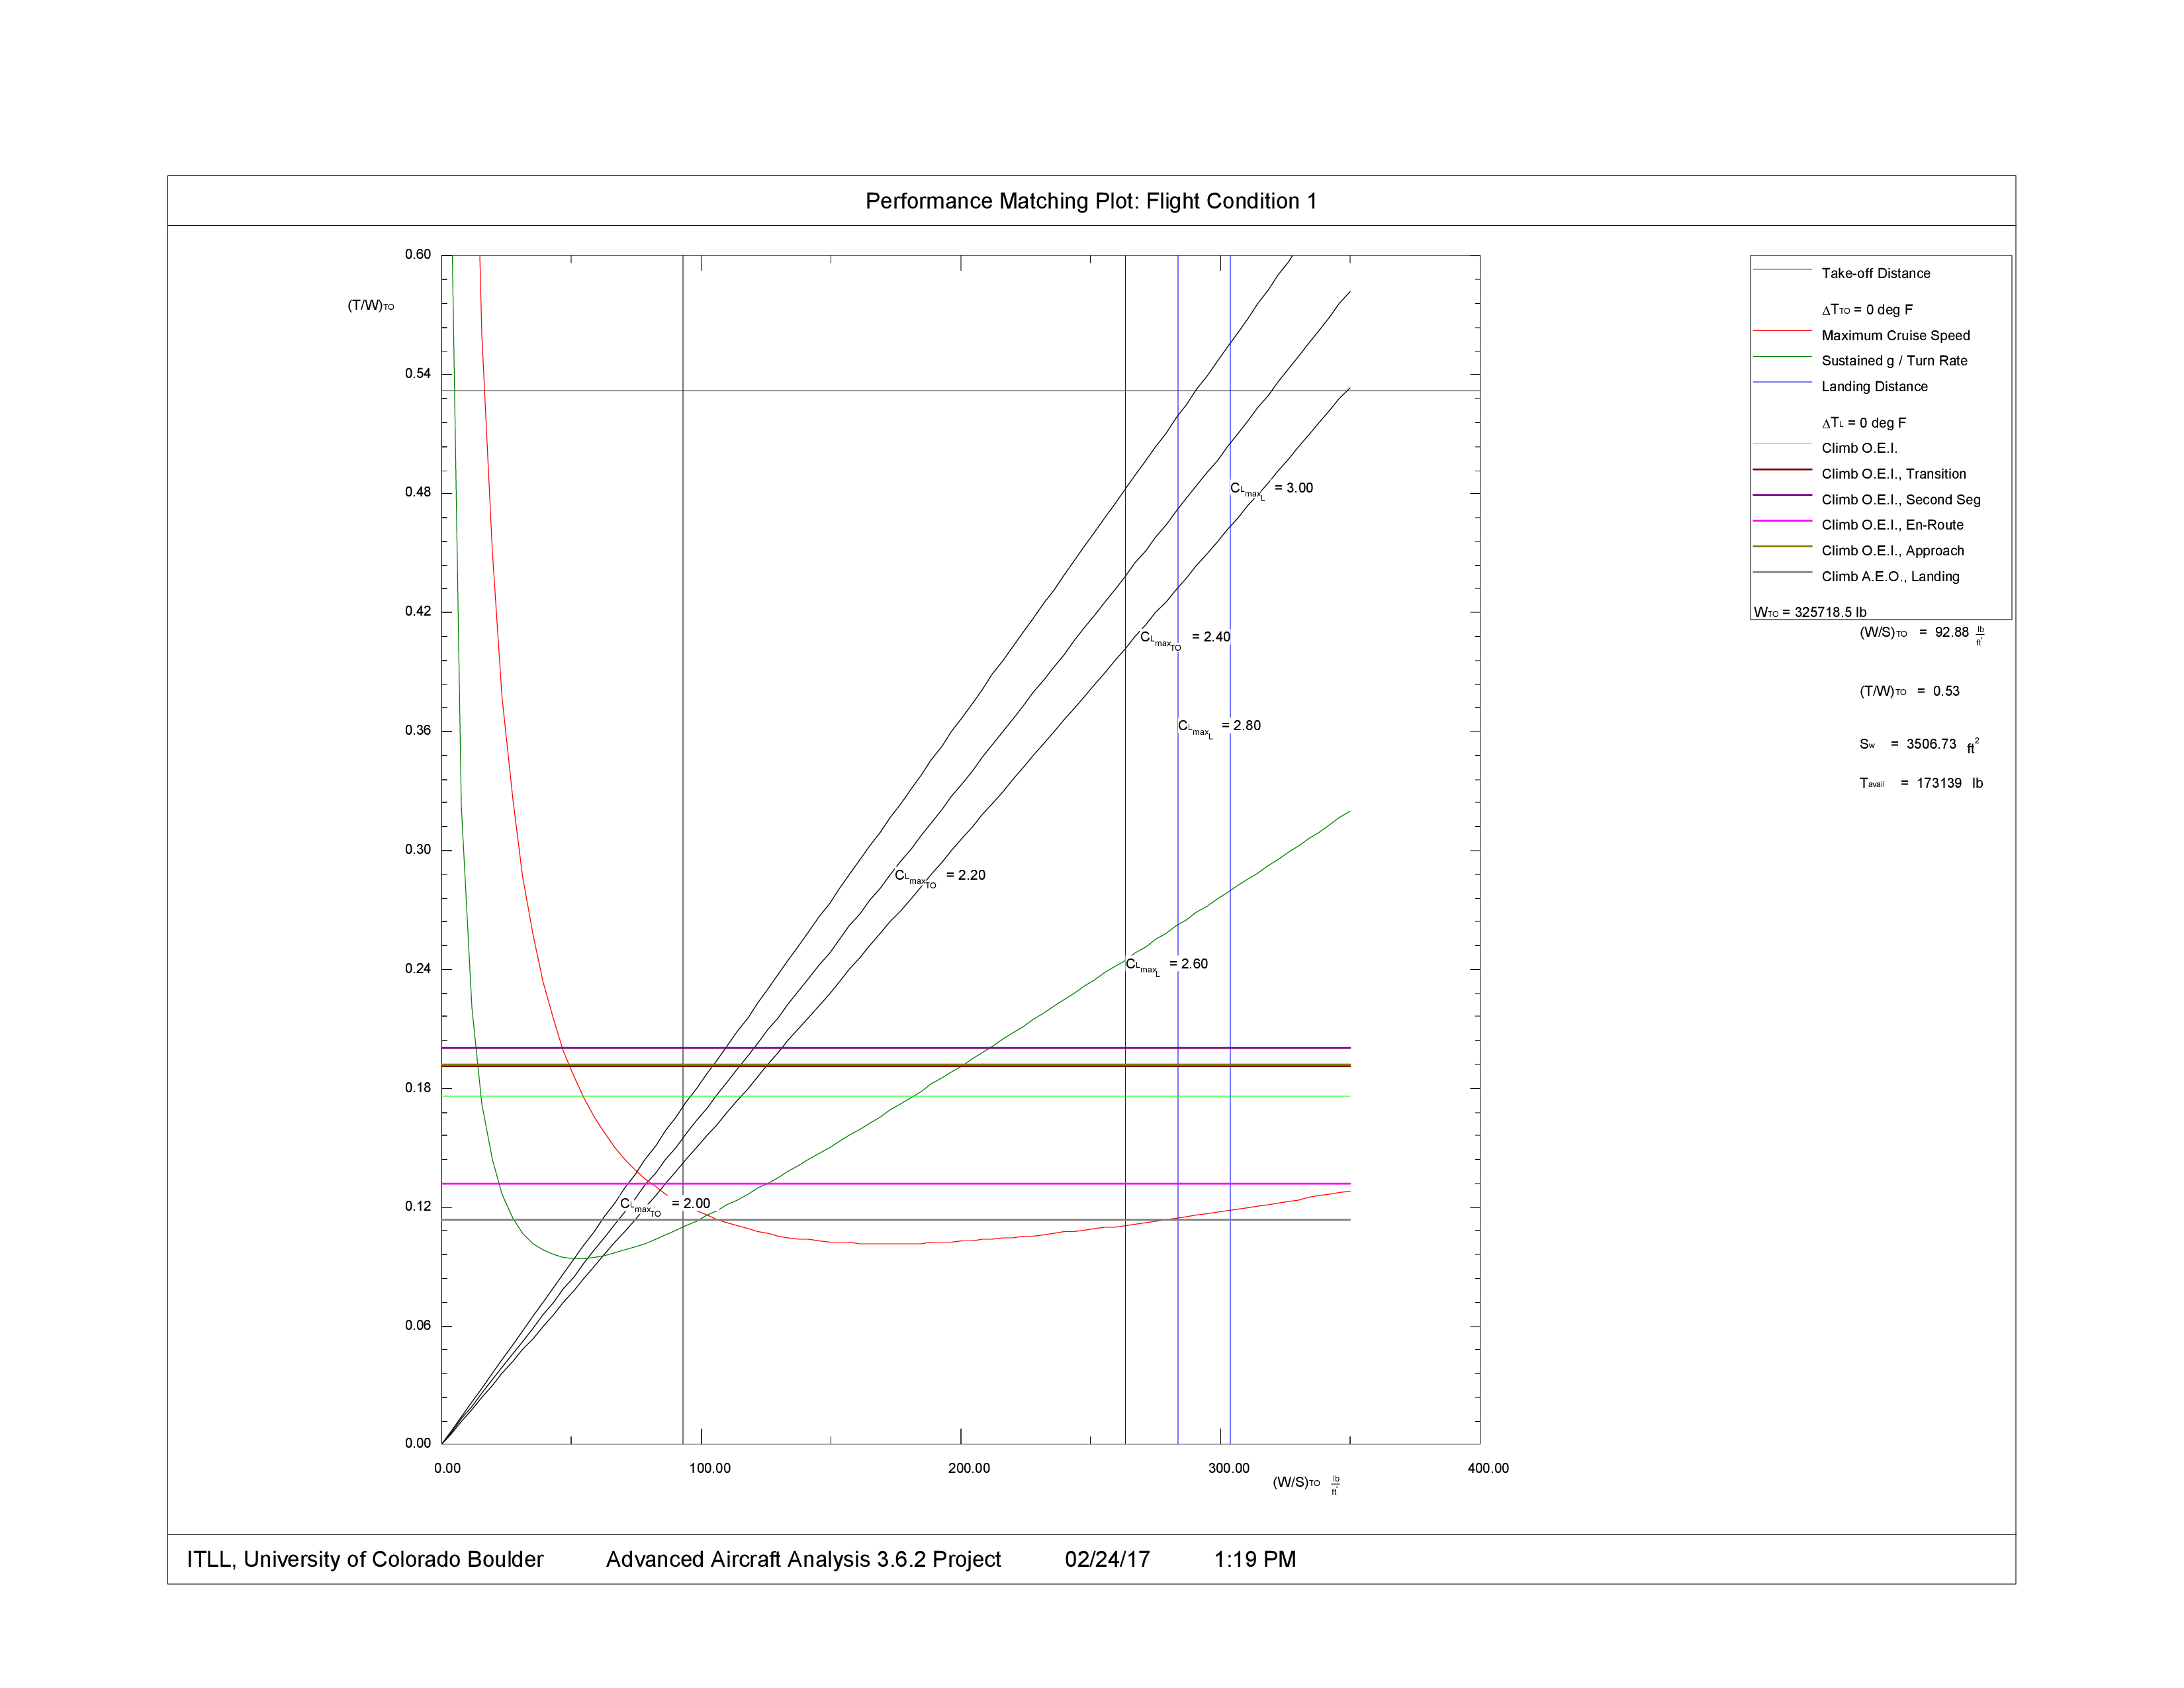 Performance Matching Plot: Flight Condition 1
0.60
(T/W)TO
0.54
0.48
0.42
0.36
0.30
0.24
0.18
0.12
0.06
0.00
0.00 100.00 200.00 300.00 400.00
(W/S)TO lb/ft²
CLmaxL = 3.00
CLmaxTO = 2.40
CLmaxL = 2.80
CLmaxTO = 2.20
CLmaxL = 2.60
CLmaxTO = 2.00
Take-off Distance
ΔTTO = 0 deg F
Maximum Cruise Speed
Sustained g / Turn Rate
Landing Distance
ΔTL = 0 deg F
Climb O.E.I.
Climb O.E.I., Transition
Climb O.E.I., Second Seg
Climb O.E.I., En-Route
Climb O.E.I., Approach
Climb A.E.O., Landing
WTO = 325718.5 lb
(W/S)TO = 92.88 lb/ft²
(T/W)TO = 0.53
Sw = 3506.73 ft²
Tavail = 173139 lb
ITLL, University of Colorado Boulder Advanced Aircraft Analysis 3.6.2 Project 02/24/17 1:19 PM